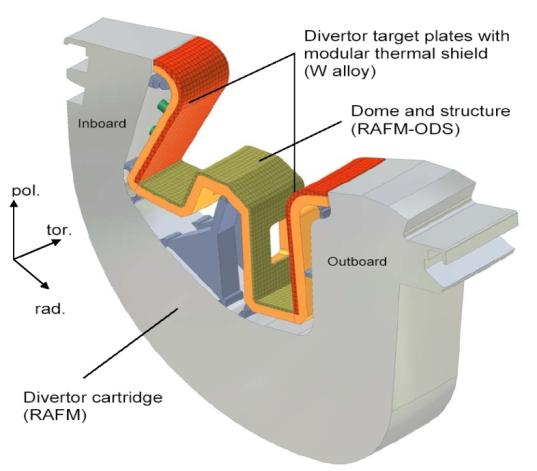 Divertor target plates with
modular thermal shield
(W alloy)
Dome and structure
(RAFM-ODS)
Inboard
pol.
tor.
rad.
Outboard
Divertor cartridge
(RAFM)